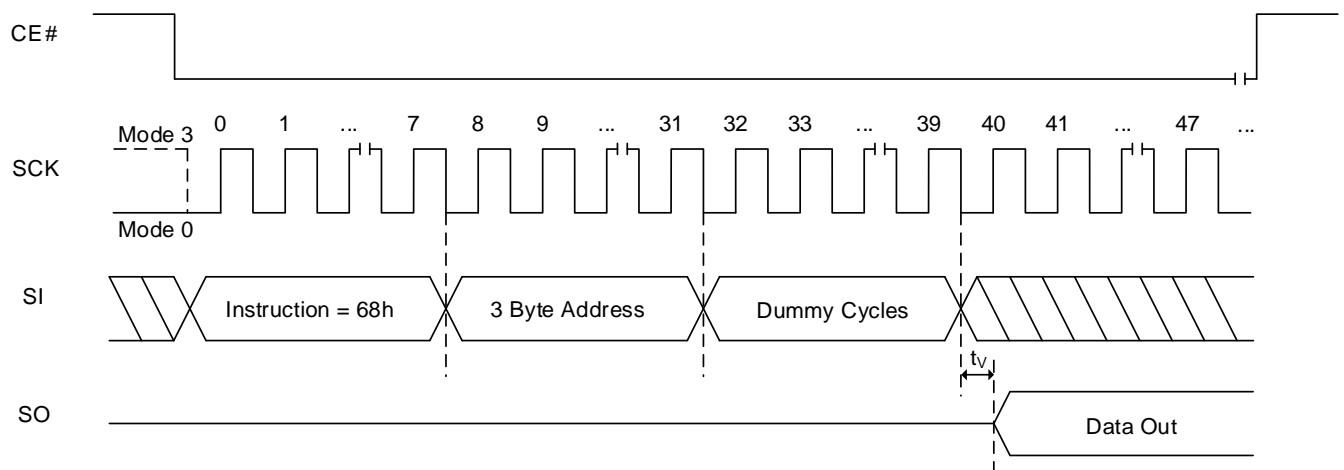 CE#
Mode 3
0 1 ... 7 8 9 ... 31 32 33 ... 39 40 41 ... 47 ...
SCK
Mode 0
SI
Instruction = 68h
3 Byte Address
Dummy Cycles
tV
SO
Data Out